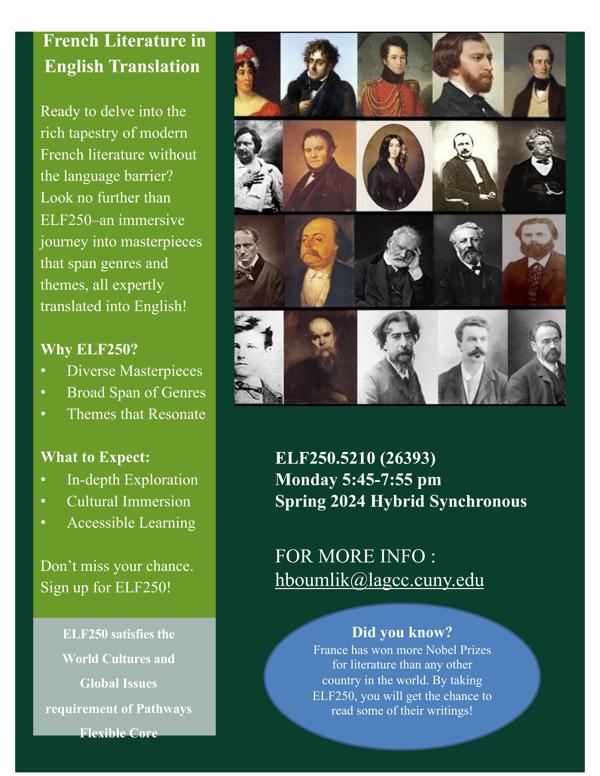 French Literature in
English Translation
Ready to delve into the
rich tapestry of modern
French literature without
the language barrier?
Look no further than
ELF250–an immersive
journey into masterpieces
that span genres and
themes, all expertly
translated into English!
Why ELF250?
• Diverse Masterpieces
• Broad Span of Genres
• Themes that Resonate
What to Expect:
• In-depth Exploration
• Cultural Immersion
• Accessible Learning
Don’t miss your chance.
Sign up for ELF250!
ELF250 satisfies the
World Cultures and
Global Issues
requirement of Pathways
Flexible Core
ELF250.5210 (26393)
Monday 5:45-7:55 pm
Spring 2024 Hybrid Synchronous
FOR MORE INFO :
hboumlik@lagcc.cuny.edu
Did you know?
France has won more Nobel Prizes
for literature than any other
country in the world. By taking
ELF250, you will get the chance to
read some of their writings!